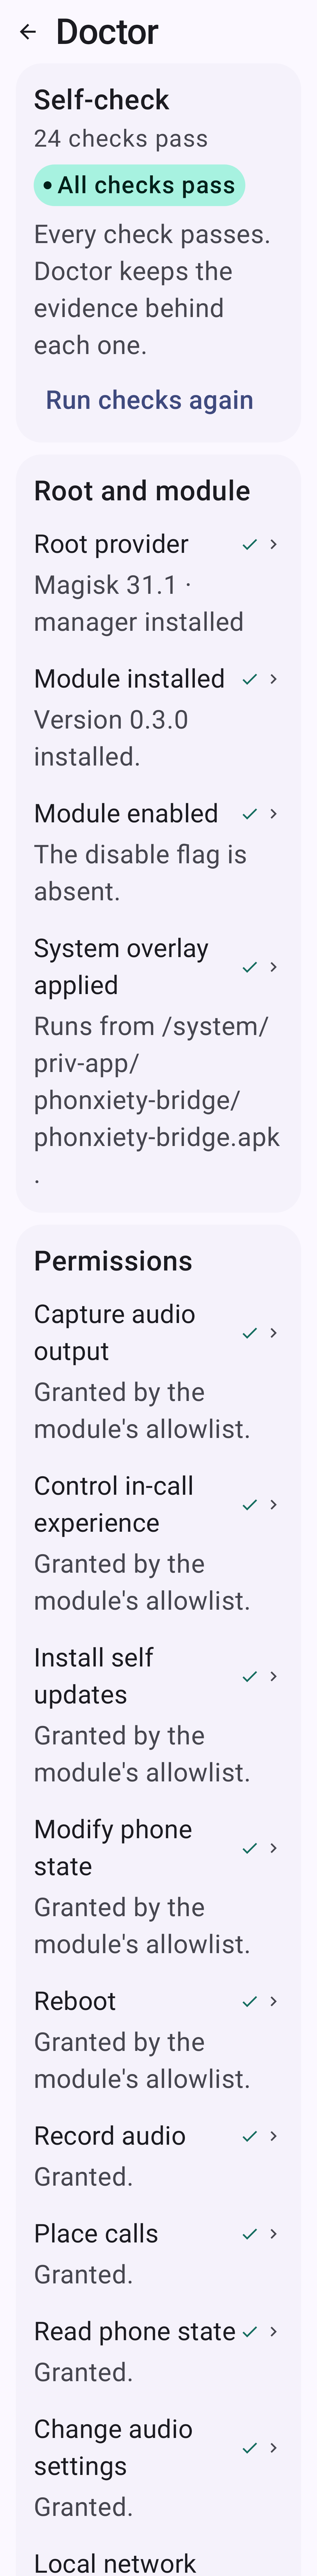 Doctor
Self-check
24 checks pass
• All checks pass
Every check passes.
Doctor keeps the
evidence behind
each one.
Run checks again
Root and module
Root provider
Magisk 31.1 ·
manager installed
Module installed
Version 0.3.0
installed.
Module enabled
The disable flag is
absent.
System overlay
applied
Runs from /system/
priv-app/
phonxiety-bridge/
phonxiety-bridge.apk
.
Permissions
Capture audio
output
Granted by the
module's allowlist.
Control in-call
experience
Granted by the
module's allowlist.
Install self
updates
Granted by the
module's allowlist.
Modify phone
state
Granted by the
module's allowlist.
Reboot
Granted by the
module's allowlist.
Record audio
Granted.
Place calls
Granted.
Read phone state
Granted.
Change audio
settings
Granted.
Local network